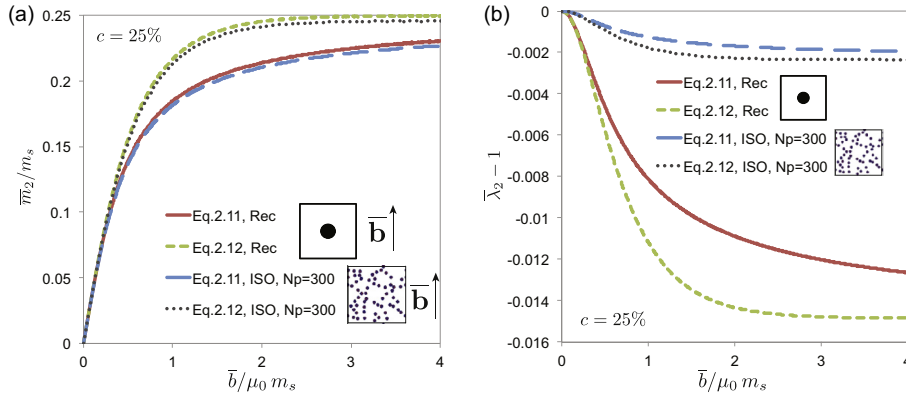 (a)
0.25
0.2
0.15
0.1
0.05
0
0 1 2 3 4
m̅₂/mₛ
b̅/μ₀ mₛ
c = 25%
Eq.2.11, Rec
Eq.2.12, Rec
Eq.2.11, ISO, Np=300
Eq.2.12, ISO, Np=300
b̅
b̅
(b)
0
-0.002
-0.004
-0.006
-0.008
-0.01
-0.012
-0.014
-0.016
0 1 2 3 4
λ̅₂ − 1
b̅/μ₀ mₛ
Eq.2.11, Rec
Eq.2.12, Rec
Eq.2.11, ISO, Np=300
Eq.2.12, ISO, Np=300
c = 25%